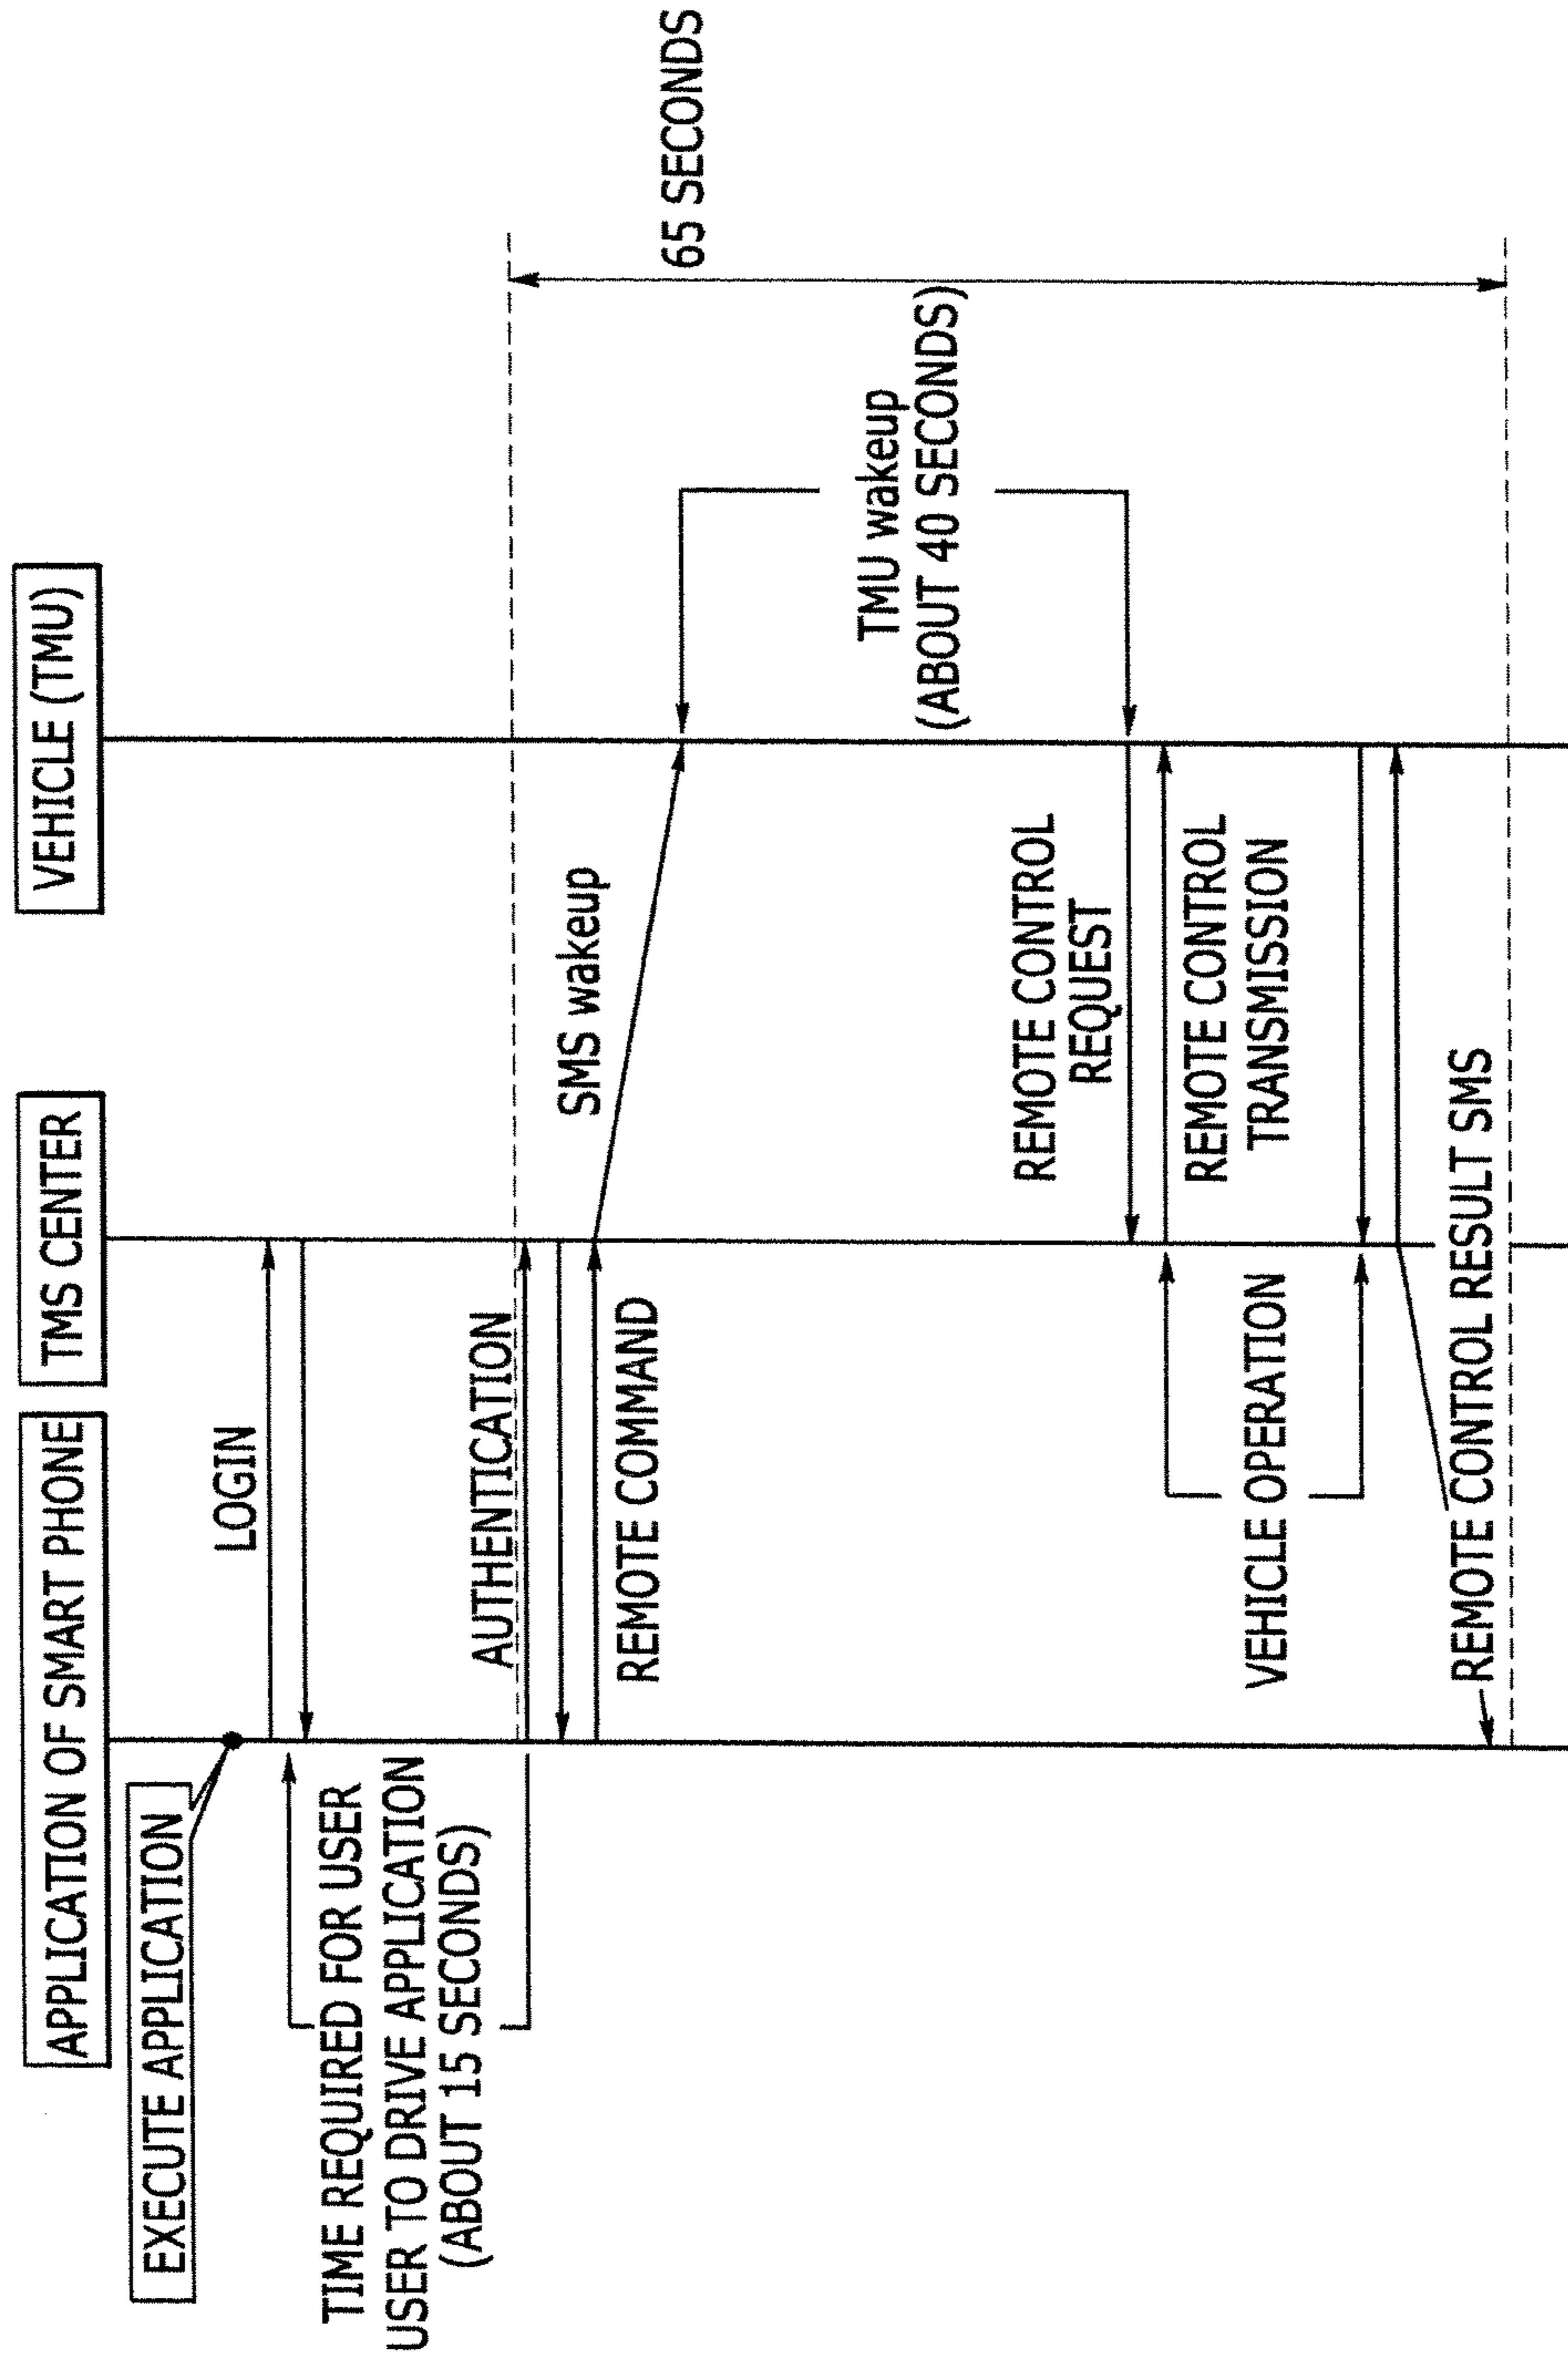 APPLICATION OF SMART PHONE
TMS CENTER
VEHICLE (TMU)
EXECUTE APPLICATION
LOGIN
TIME REQUIRED FOR USER
USER TO DRIVE APPLICATION
(ABOUT 15 SECONDS)
AUTHENTICATION
SMS wakeup
REMOTE COMMAND
65 SECONDS
TMU wakeup
(ABOUT 40 SECONDS)
REMOTE CONTROL
REQUEST
REMOTE CONTROL
TRANSMISSION
VEHICLE OPERATION
REMOTE CONTROL RESULT SMS